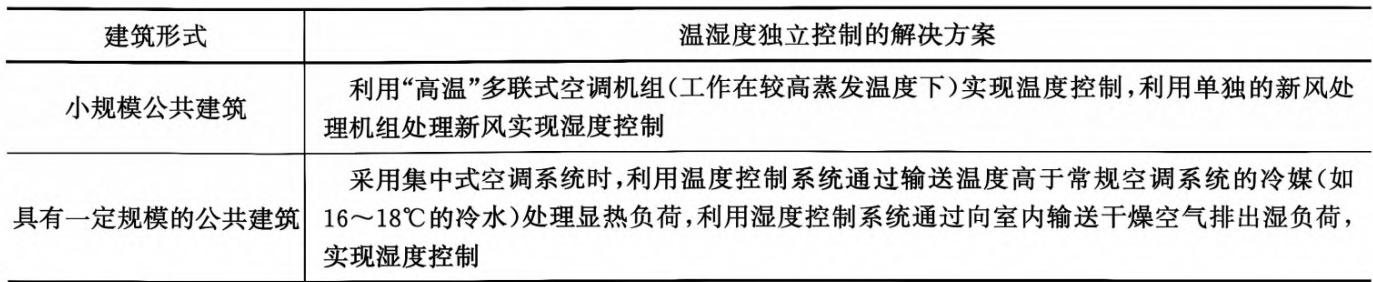 建筑形式 温湿度独立控制的解决方案
小规模公共建筑
利用“高温”多联式空调机组(工作在较高蒸发温度下)实现温度控制,利用单独的新风处
理机组处理新风实现湿度控制
具有一定规模的公共建筑
采用集中式空调系统时,利用温度控制系统通过输送温度高于常规空调系统的冷媒(如
16～18℃的冷水)处理显热负荷,利用湿度控制系统通过向室内输送干燥空气排出湿负荷,
实现湿度控制